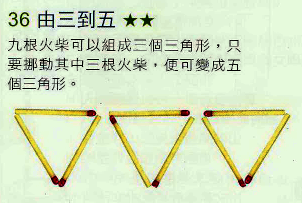 36 由三到五 ★★
九根火柴可以組成三個三角形，只
要挪動其中三根火柴，便可變成五
個三角形。